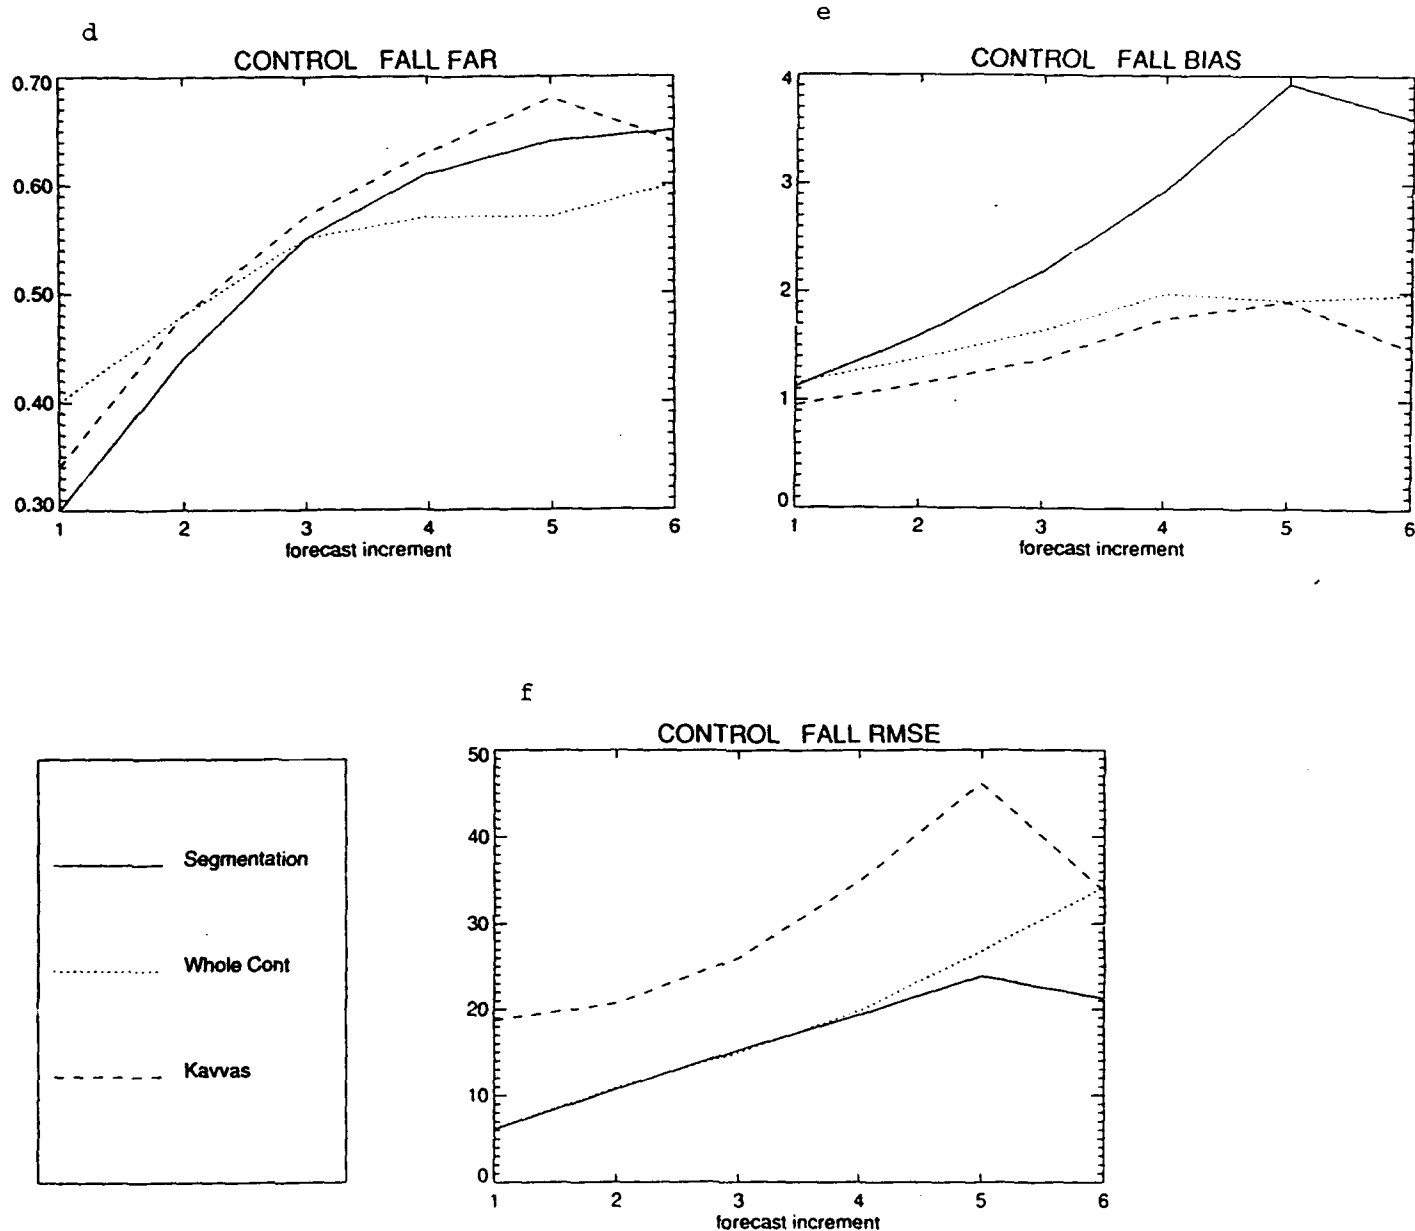 d
CONTROL FALL FAR
0.70
0.60
0.50
0.40
0.30
1 2 3 4 5 6
forecast increment
e
CONTROL FALL BIAS
4
3
2
1
0
1 2 3 4 5 6
forecast increment
Segmentation
Whole Cont
Kavvas
f
CONTROL FALL RMSE
50
40
30
20
10
0
1 2 3 4 5 6
forecast increment